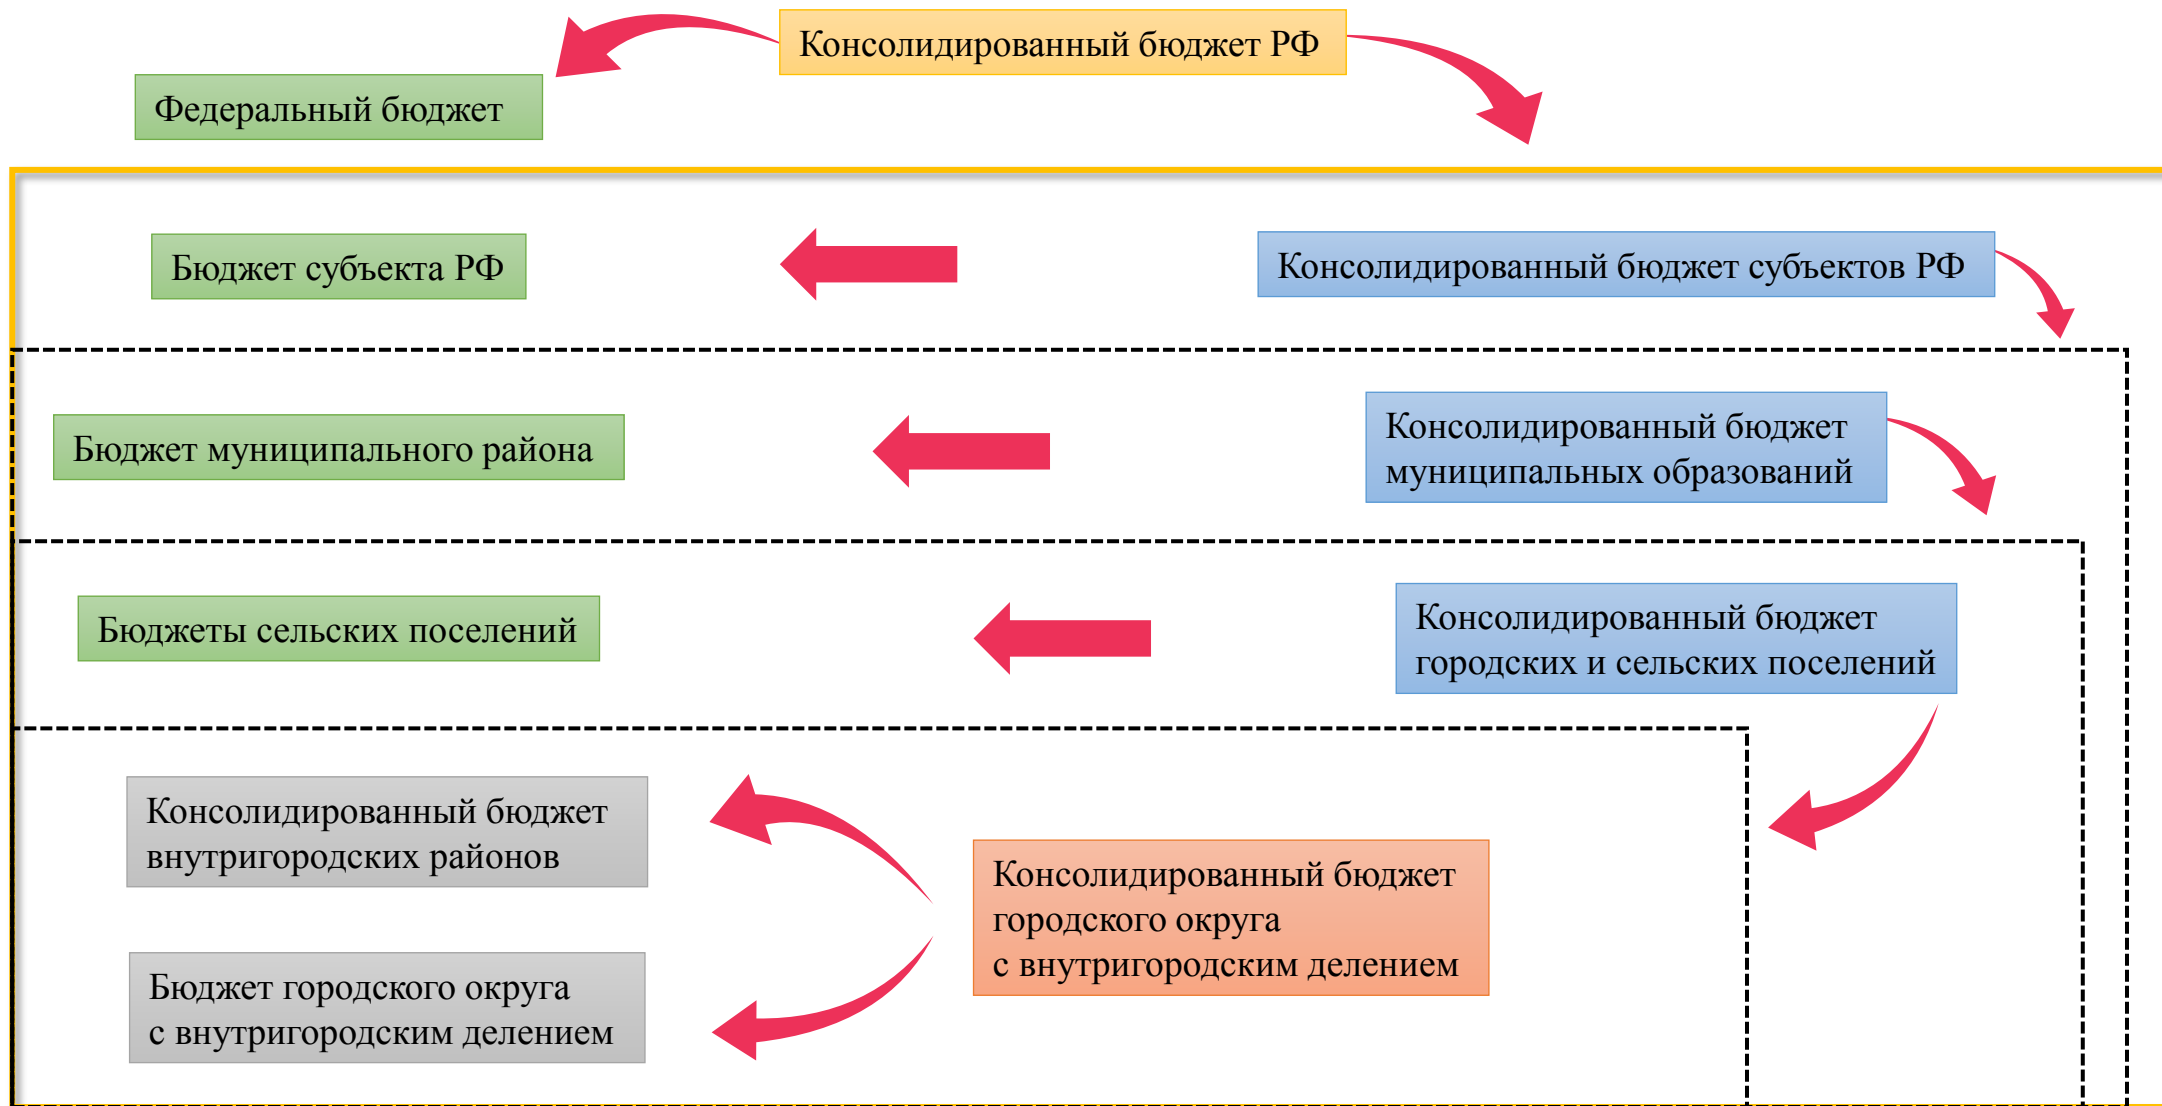 Консолидированный бюджет РФ
Федеральный бюджет
Бюджет субъекта РФ
Консолидированный бюджет субъектов РФ
Бюджет муниципального района
Консолидированный бюджет
муниципальных образований
Бюджеты сельских поселений
Консолидированный бюджет
городских и сельских поселений
Консолидированный бюджет
внутригородских районов
Консолидированный бюджет
городского округа
с внутригородским делением
Бюджет городского округа
с внутригородским делением